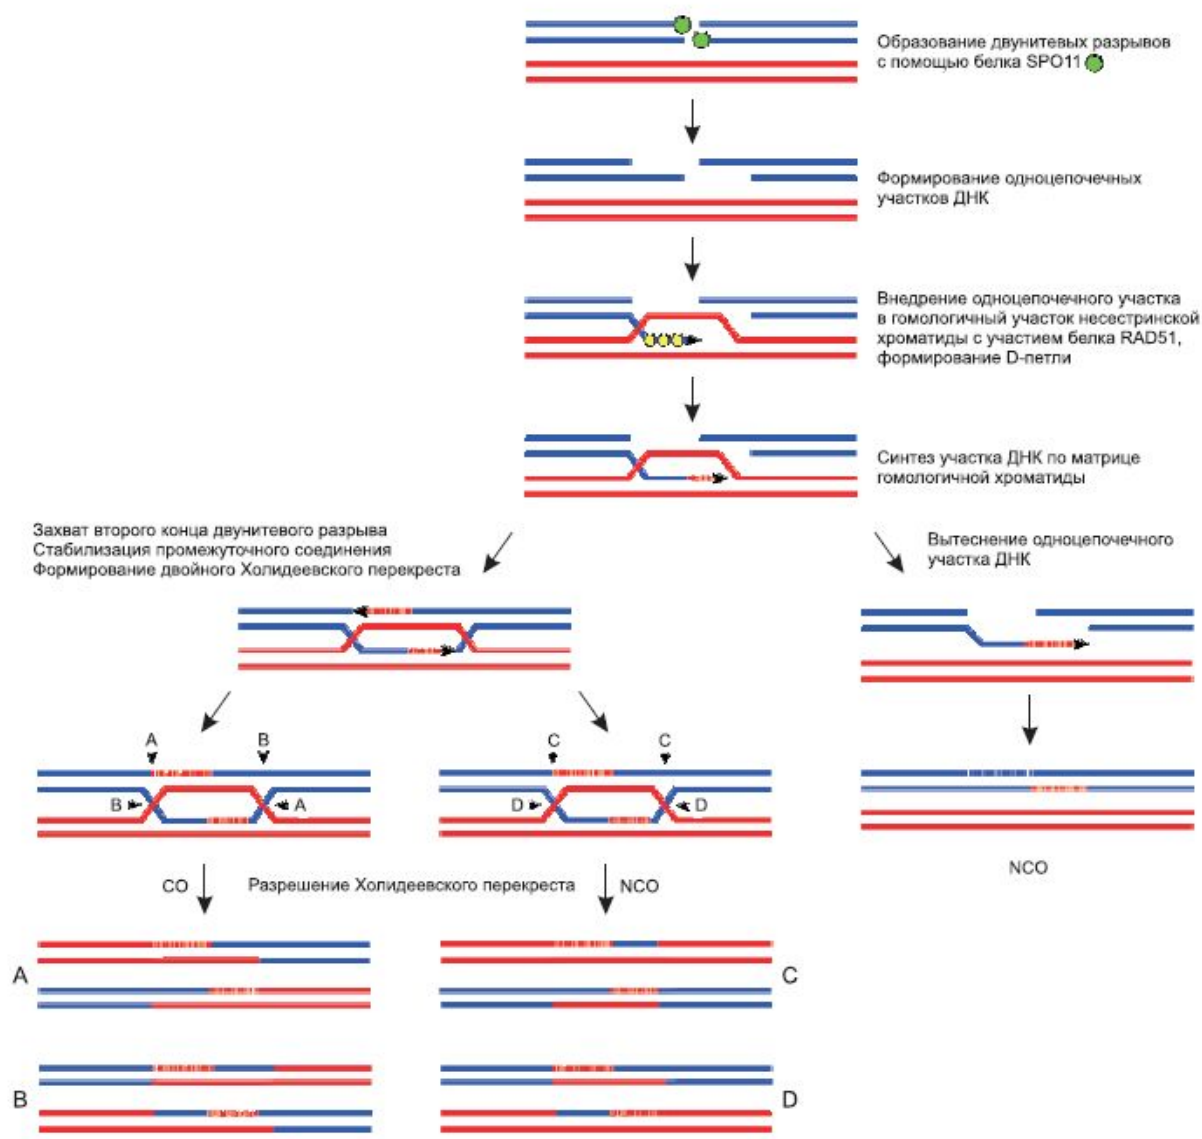 Образование двунитевых разрывов
с помощью белка SPO11
Формирование одноцепочечных
участков ДНК
Внедрение одноцепочечного участка
в гомологичный участок несестринской
хроматиды с участием белка RAD51,
формирование D-петли
Синтез участка ДНК по матрице
гомологичной хроматиды
Захват второго конца двунитевого разрыва
Стабилизация промежуточного соединения
Формирование двойного Холидеевского перекреста
Вытеснение одноцепочечного
участка ДНК
A B
B A
C C
D D
NCO
CO Разрешение Холидеевского перекреста NCO
A C
B D